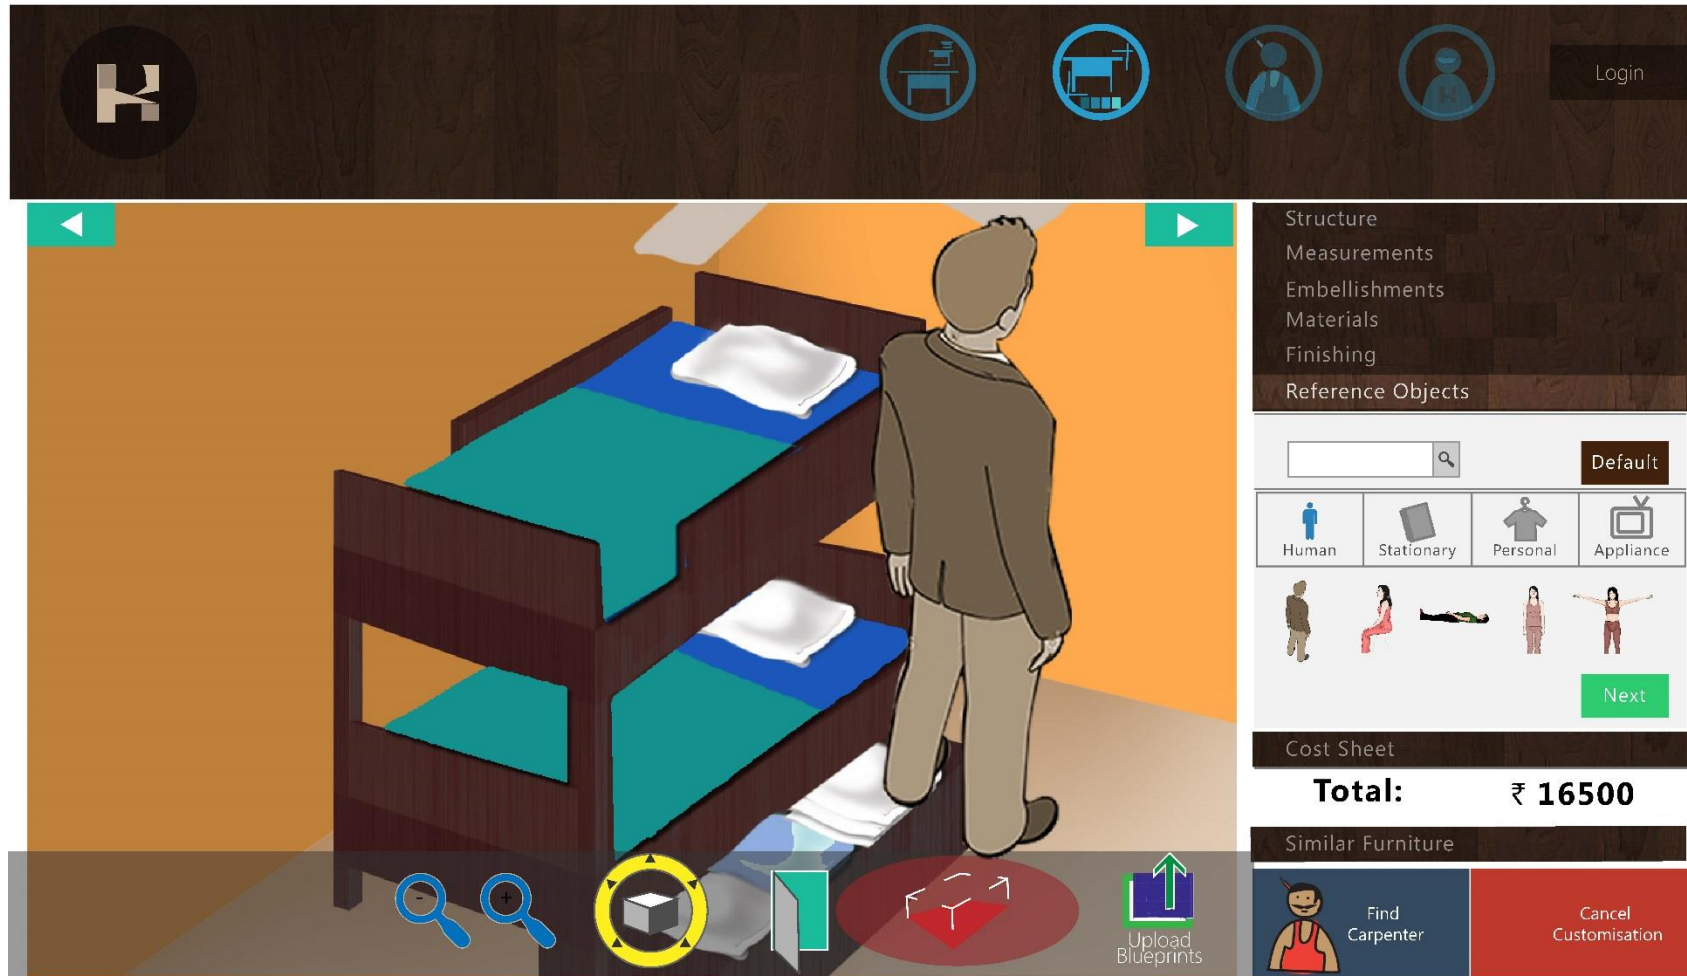 Login
Structure
Measurements
Embellishments
Materials
Finishing
Reference Objects
Default
Human
Stationary
Personal
Appliance
Next
Cost Sheet
Total:
₹ 16500
Similar Furniture
-
+
Upload
Blueprints
Find
Carpenter
Cancel
Customisation